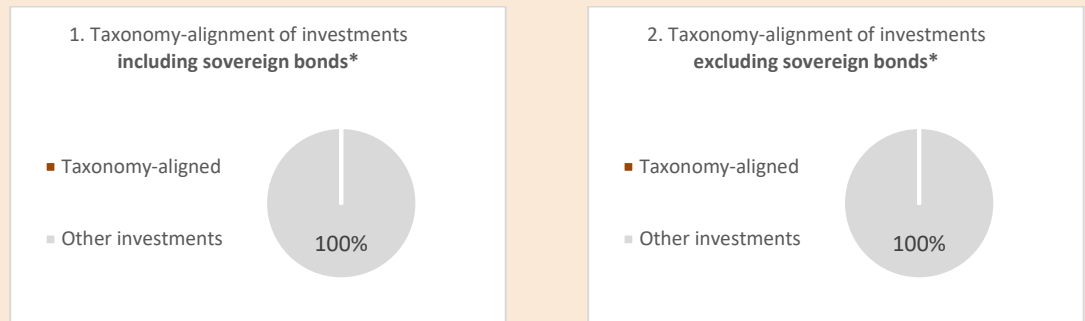 1. Taxonomy-alignment of investments
including sovereign bonds*
Taxonomy-aligned
Other investments
100%
2. Taxonomy-alignment of investments
excluding sovereign bonds*
Taxonomy-aligned
Other investments
100%